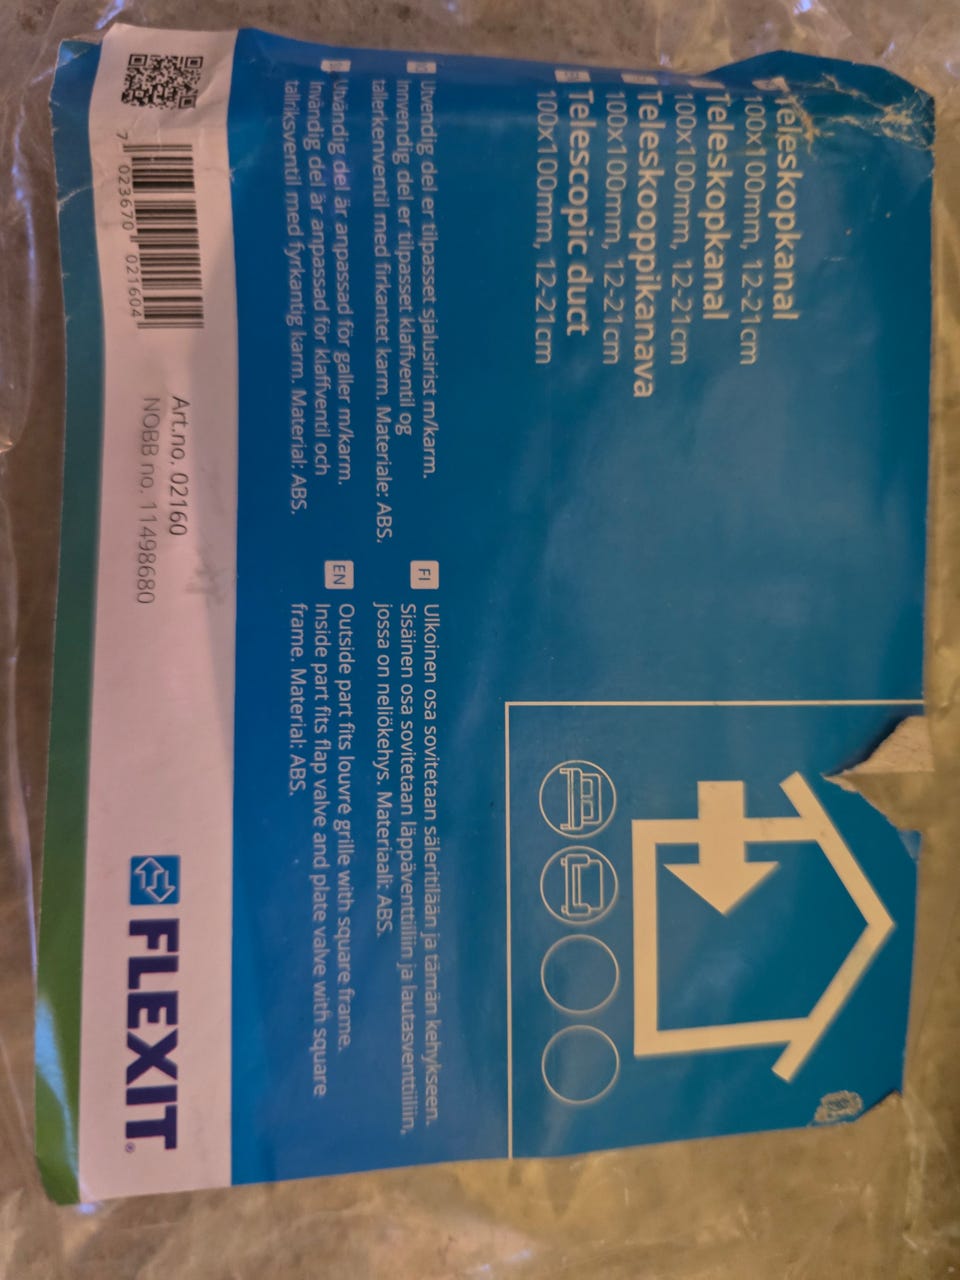 Teleskopkanal
100x100mm, 12-21cm
Teleskopkanal
100x100mm, 12-21cm
Teleskooppikanava
100x100mm, 12-21cm
Telescopic duct
100x100mm, 12-21cm
Utvendig del er tilpasset sjalusirist m/karm.
Innvendig del er tilpasset klaffventil og
tallerkenventil med firkantet karm. Materiale: ABS.
Utvändig del är anpassad för galler m/karm.
Invändig del är anpassad för klaffventil och
tallriksventil med fyrkantig karm. Material: ABS.
FI
Ulkoinen osa sovitetaan säleritilään ja tämän kehykseen.
Sisäinen osa sovitetaan läppäventtiiliin ja lautasventtiiliin,
jossa on neliökehys. Materiaali: ABS.
EN
Outside part fits louvre grille with square frame.
Inside part fits flap valve and plate valve with square
frame. Material: ABS.
7 023670 021604
Art.no. 02160
NOBB no. 11498680
FLEXIT®